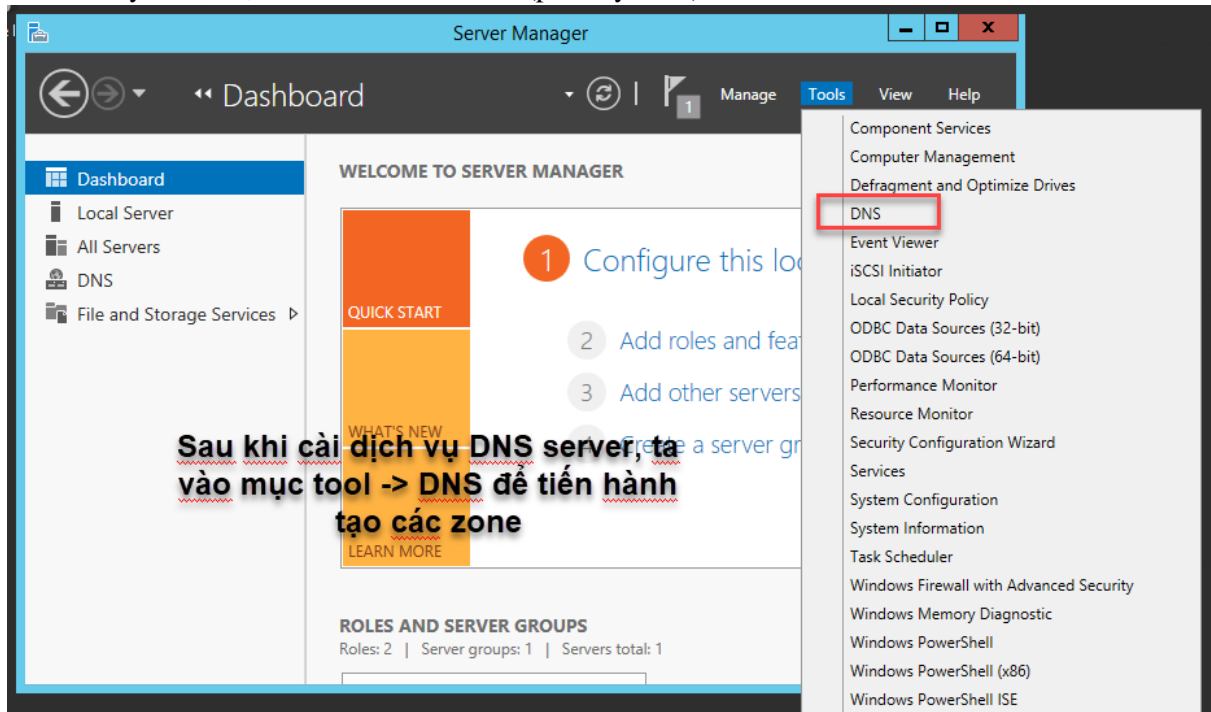 Server Manager
Dashboard
1
Manage Tools View Help
Component Services
Computer Management
Defragment and Optimize Drives
DNS
Event Viewer
iSCSI Initiator
Local Security Policy
ODBC Data Sources (32-bit)
ODBC Data Sources (64-bit)
Performance Monitor
Resource Monitor
Security Configuration Wizard
Services
System Configuration
System Information
Task Scheduler
Windows Firewall with Advanced Security
Windows Memory Diagnostic
Windows PowerShell
Windows PowerShell (x86)
Windows PowerShell ISE
Dashboard
Local Server
All Servers
DNS
File and Storage Services
WELCOME TO SERVER MANAGER
QUICK START
WHAT'S NEW
LEARN MORE
1 Configure this loc
2 Add roles and fea
3 Add other servers
Create a server gr
Sau khi cài dịch vụ DNS server, ta
vào mục tool -> DNS để tiến hành
tạo các zone
ROLES AND SERVER GROUPS
Roles: 2 | Server groups: 1 | Servers total: 1